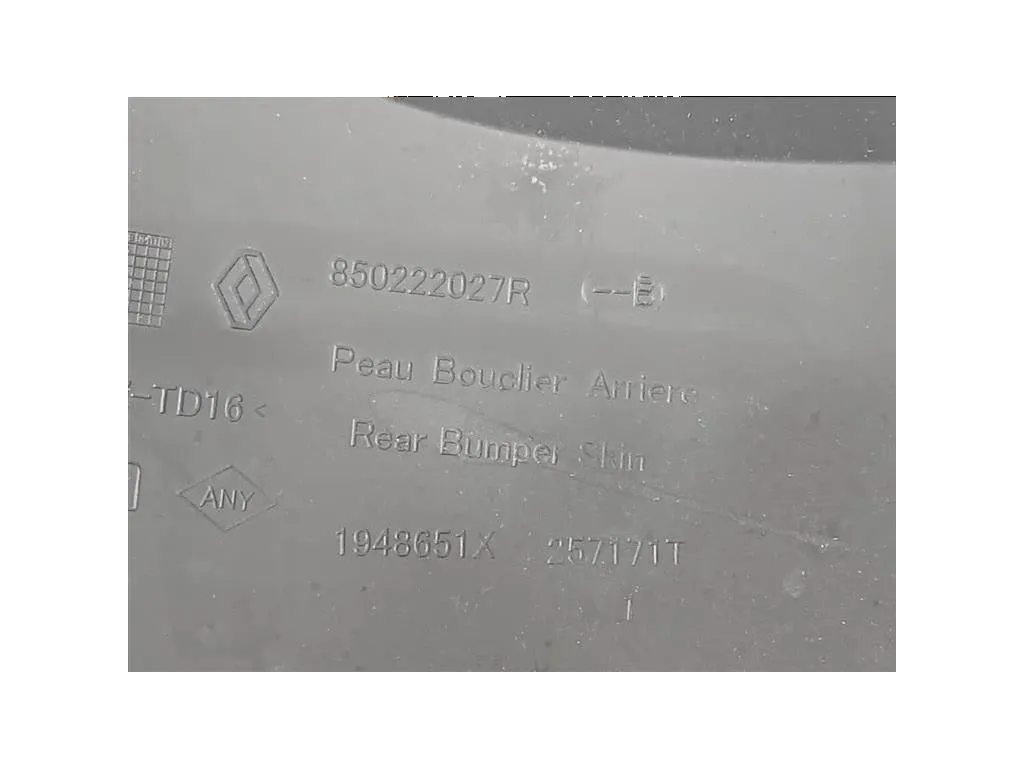 850222027R (--B)
Peau Bouclier Arriere
-TD16<
Rear Bumper Skin
ANY
1948651X 257171T